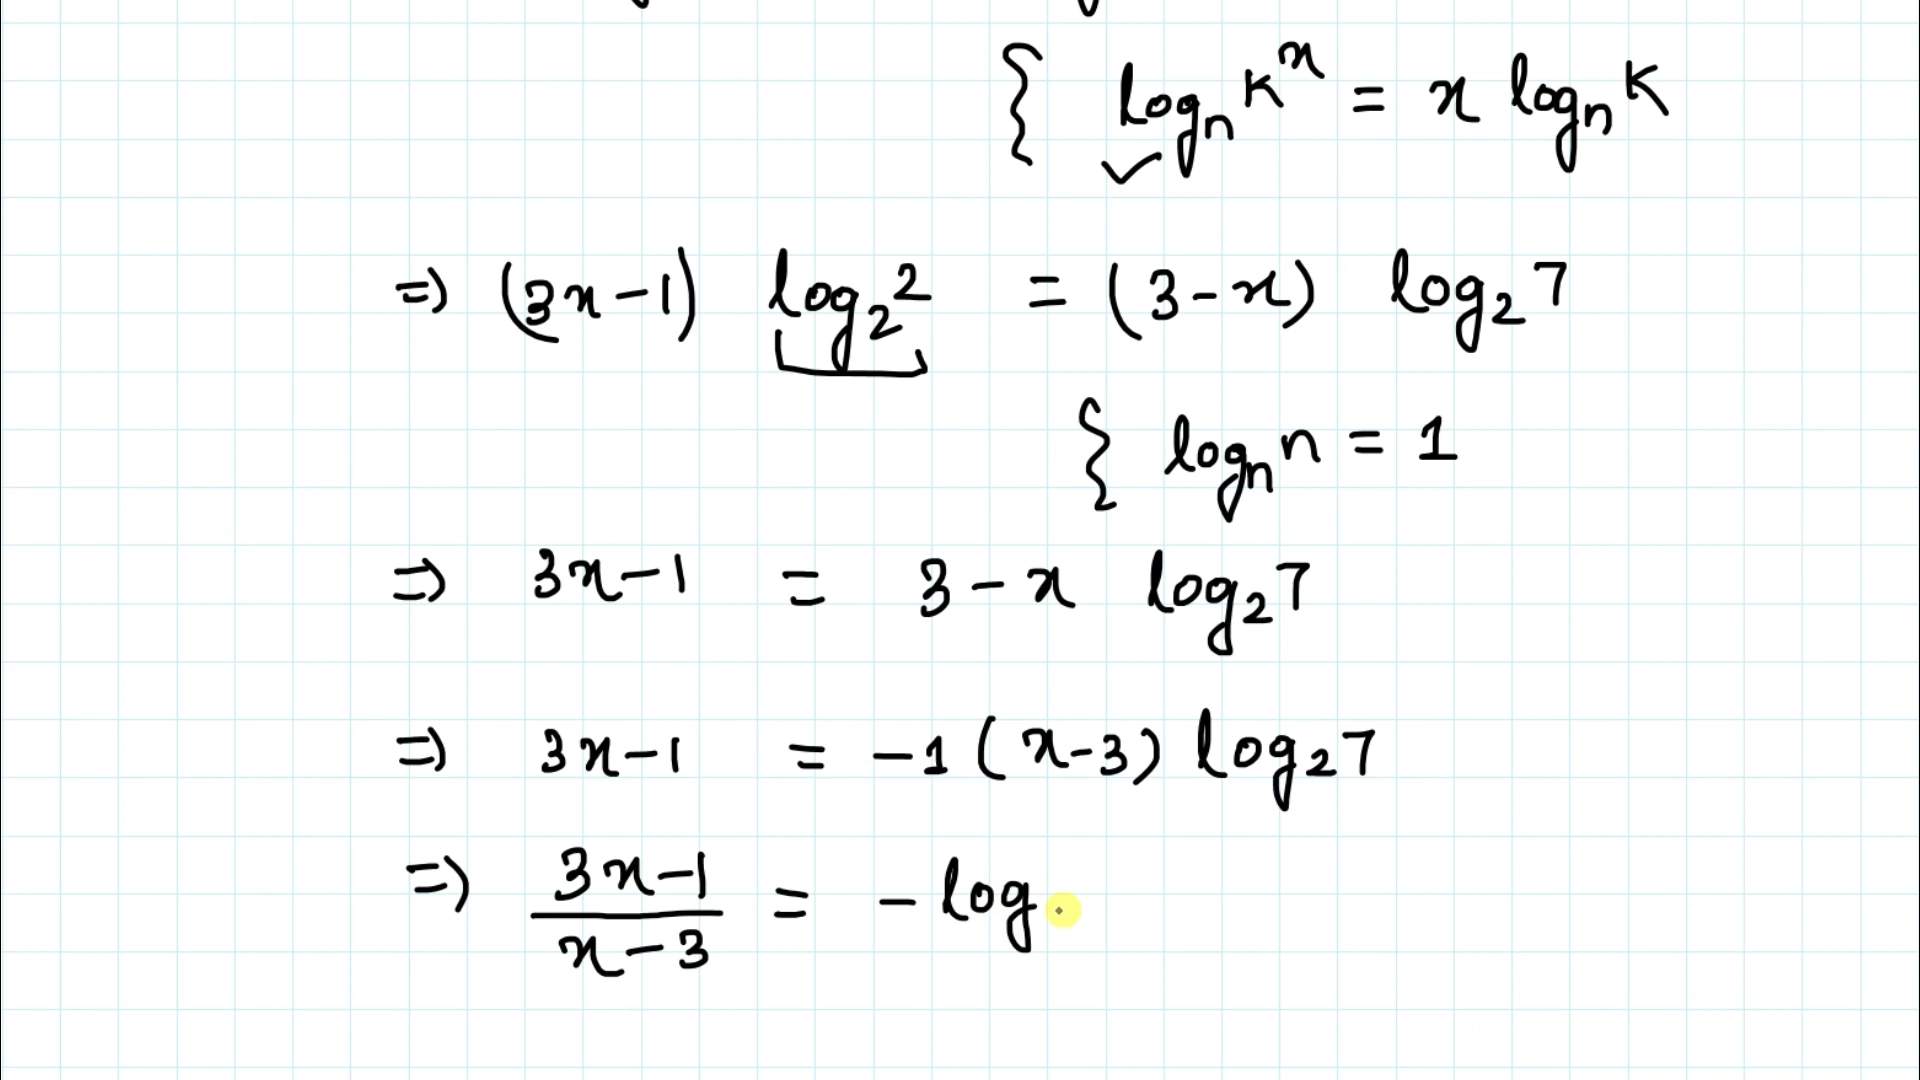 { logₙ K^x = x logₙ K
=> (3x-1) log₂2 = (3-x) log₂7
{ logₙ n = 1
=> 3x-1 = 3-x log₂7
=> 3x-1 = -1(x-3) log₂7
=> (3x-1)/(x-3) = -log